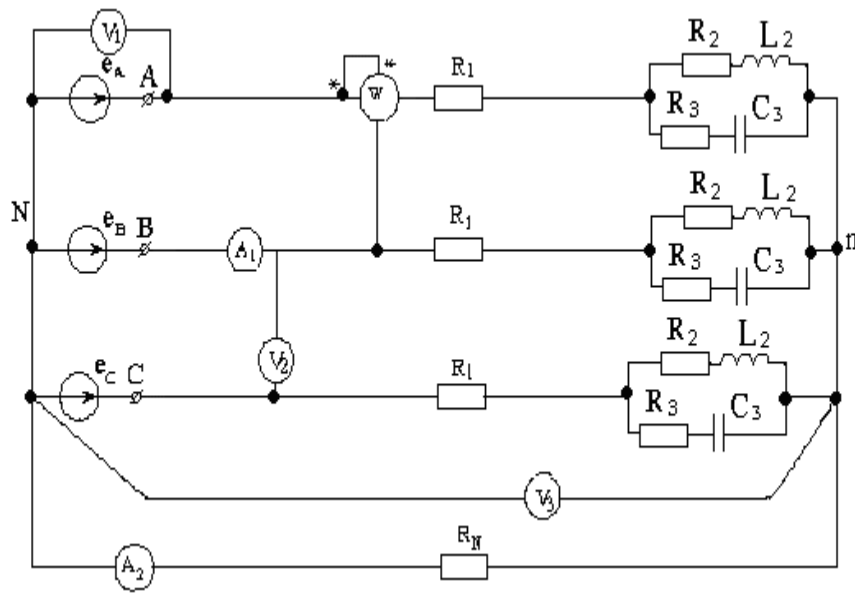 V1
eA A
* *
W
R1
R2 L2
R3 C3
N
eB B
A1
R1
R2 L2
R3 C3
n
V2
eC C
R1
R2 L2
R3 C3
V3
A2
RN